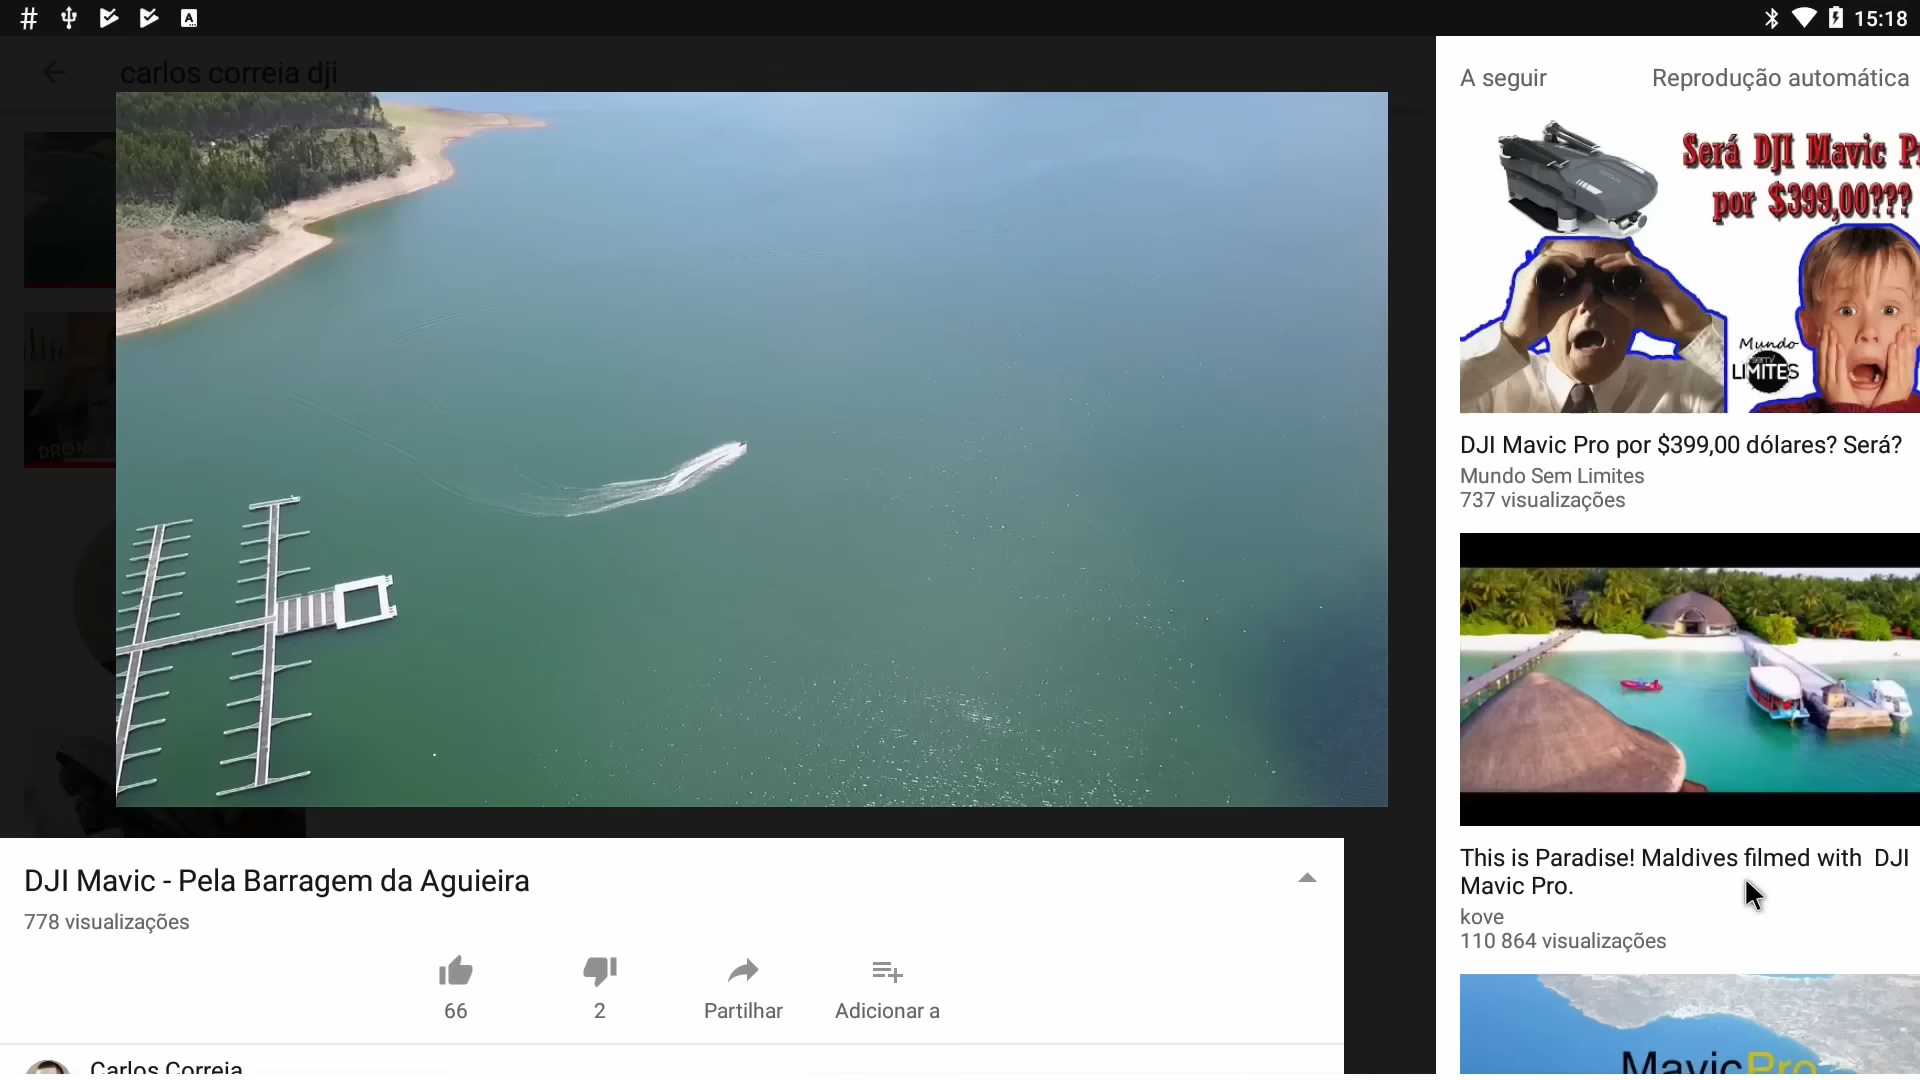 15:18
carlos correia dji
DJI Mavic - Pela Barragem da Aguieira
778 visualizações
66
2
Partilhar
Adicionar a
Carlos Correia
A seguir
Reprodução automática
Será DJI Mavic
por $399,00???
Mundo
sem/
LIMITES
DJI Mavic Pro por $399,00 dólares? Será?
Mundo Sem Limites
737 visualizações
This is Paradise! Maldives filmed with DJI
Mavic Pro.
kove
110 864 visualizações
MavicPro